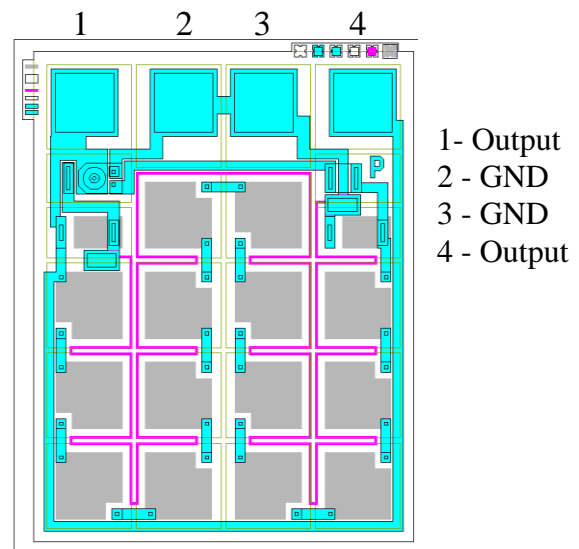 1 2 3 4
P
1- Output
2 - GND
3 - GND
4 - Output